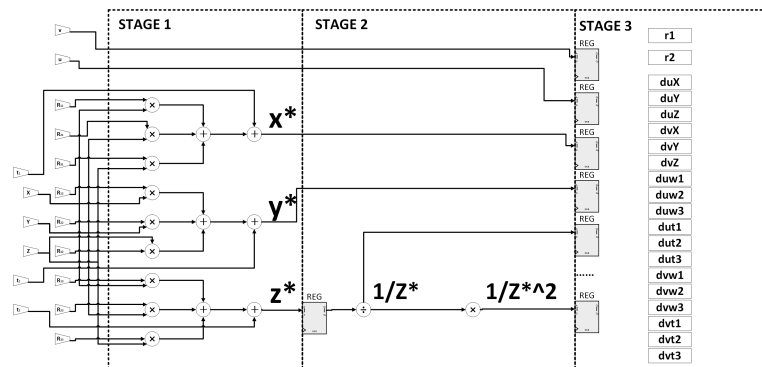 STAGE 1
STAGE 2
STAGE 3
v
u
REG
REG
REG
REG
REG
REG
REG
x*
y*
z*
1/Z*
1/Z*^2
X
Y
Z
......
r1
r2
duX
duY
duZ
dvX
dvY
dvZ
duw1
duw2
duw3
dut1
dut2
dut3
dvw1
dvw2
dvw3
dvt1
dvt2
dvt3